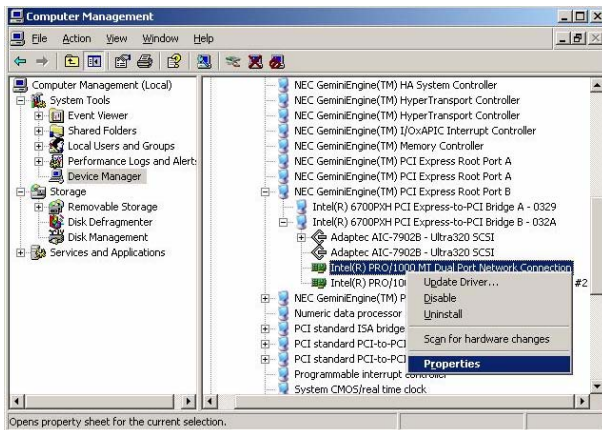 Computer Management
File Action View Window Help
Computer Management (Local)
System Tools
Event Viewer
Shared Folders
Local Users and Groups
Performance Logs and Alert
Device Manager
Storage
Removable Storage
Disk Defragmenter
Disk Management
Services and Applications
NEC GeminiEngine(TM) HA System Controller
NEC GeminiEngine(TM) HyperTransport Controller
NEC GeminiEngine(TM) HyperTransport Controller
NEC GeminiEngine(TM) I/OxAPIC Interrupt Controller
NEC GeminiEngine(TM) Memory Controller
NEC GeminiEngine(TM) PCI Express Root Port A
NEC GeminiEngine(TM) PCI Express Root Port A
NEC GeminiEngine(TM) PCI Express Root Port B
Intel(R) 6700PXH PCI Express-to-PCI Bridge A - 0329
Intel(R) 6700PXH PCI Express-to-PCI Bridge B - 032A
Adaptec AIC-7902B - Ultra320 SCSI
Adaptec AIC-7902B - Ultra320 SCSI
Intel(R) PRO/1000 MT Dual Port Network Connection
Intel(R) PRO/10 #2
NEC GeminiEngine(TM) P
Numeric data processor
PCI standard ISA bridge
PCI standard PCI-to-PCI
PCI standard PCI-to-PCI
Programmable interrupt controller
System CMOS/real time clock
Update Driver...
Disable
Uninstall
Scan for hardware changes
Properties
Opens property sheet for the current selection.